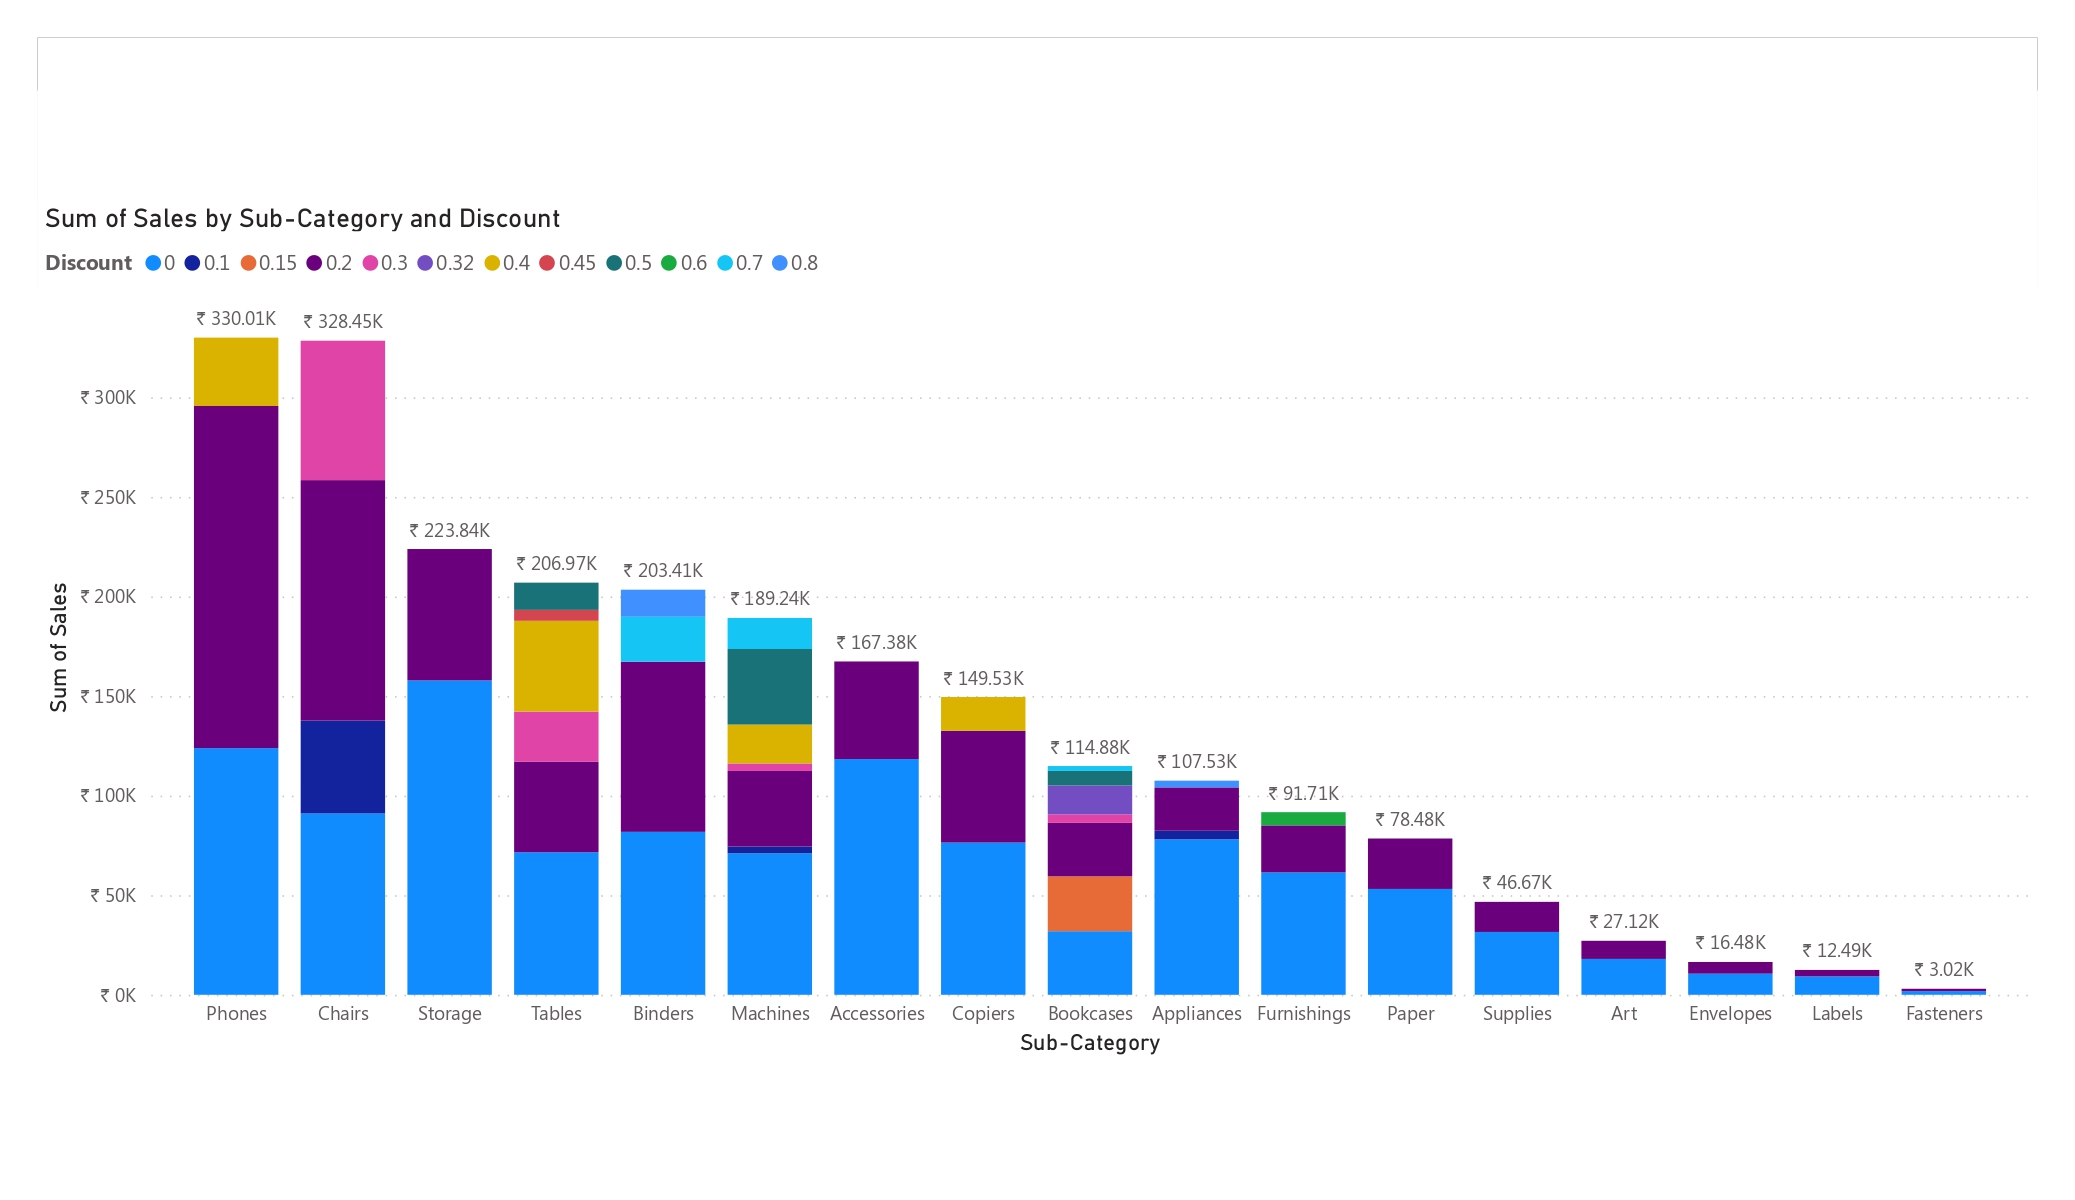 Sum of Sales by Sub-Category and Discount
Discount 0 0.1 0.15 0.2 0.3 0.32 0.4 0.45 0.5 0.6 0.7 0.8
₹ 330.01K ₹ 328.45K ₹ 223.84K ₹ 206.97K ₹ 203.41K ₹ 189.24K ₹ 167.38K ₹ 149.53K ₹ 114.88K ₹ 107.53K ₹ 91.71K ₹ 78.48K ₹ 46.67K ₹ 27.12K ₹ 16.48K ₹ 12.49K ₹ 3.02K
₹ 300K
₹ 250K
₹ 200K
₹ 150K
₹ 100K
₹ 50K
₹ 0K
Sum of Sales
Phones Chairs Storage Tables Binders Machines Accessories Copiers Bookcases Appliances Furnishings Paper Supplies Art Envelopes Labels Fasteners
Sub-Category